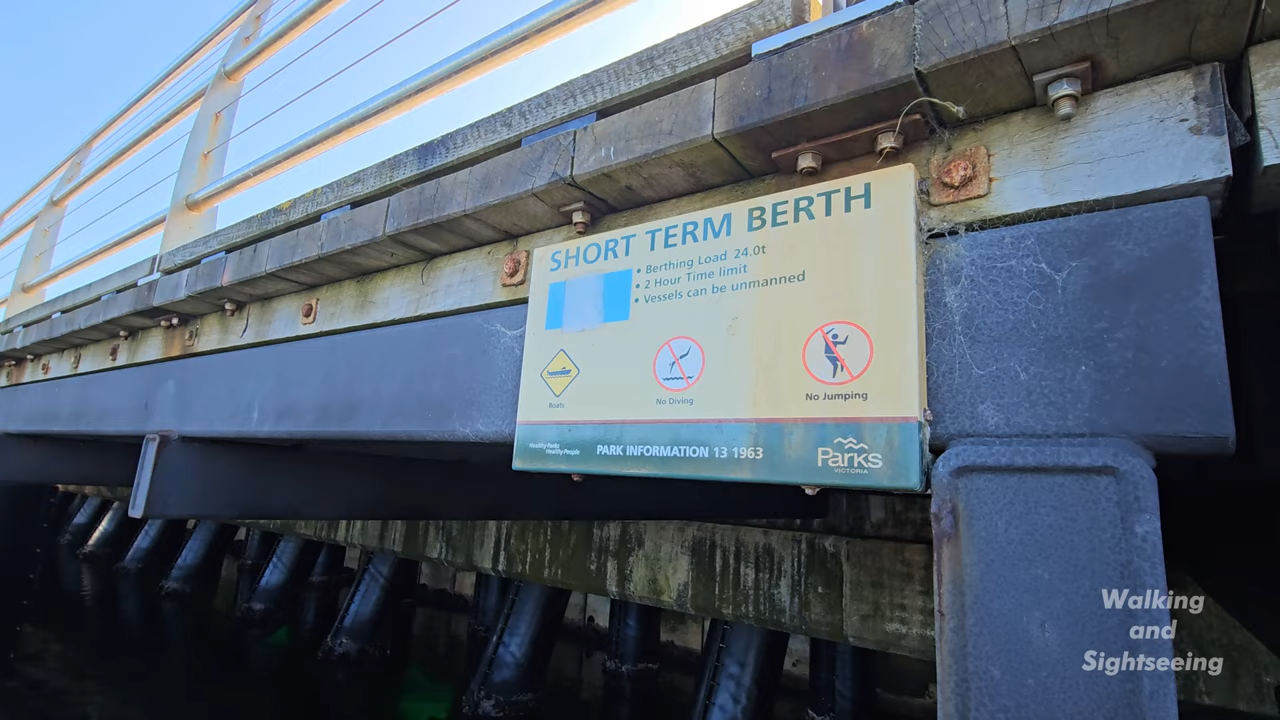 SHORT TERM BERTH
• Berthing Load 24.0t
• 2 Hour Time limit
• Vessels can be unmanned
Boats
No Diving
No Jumping
Healthy Parks
Healthy People
PARK INFORMATION 13 1963
Parks
VICTORIA
Walking
and
Sightseeing